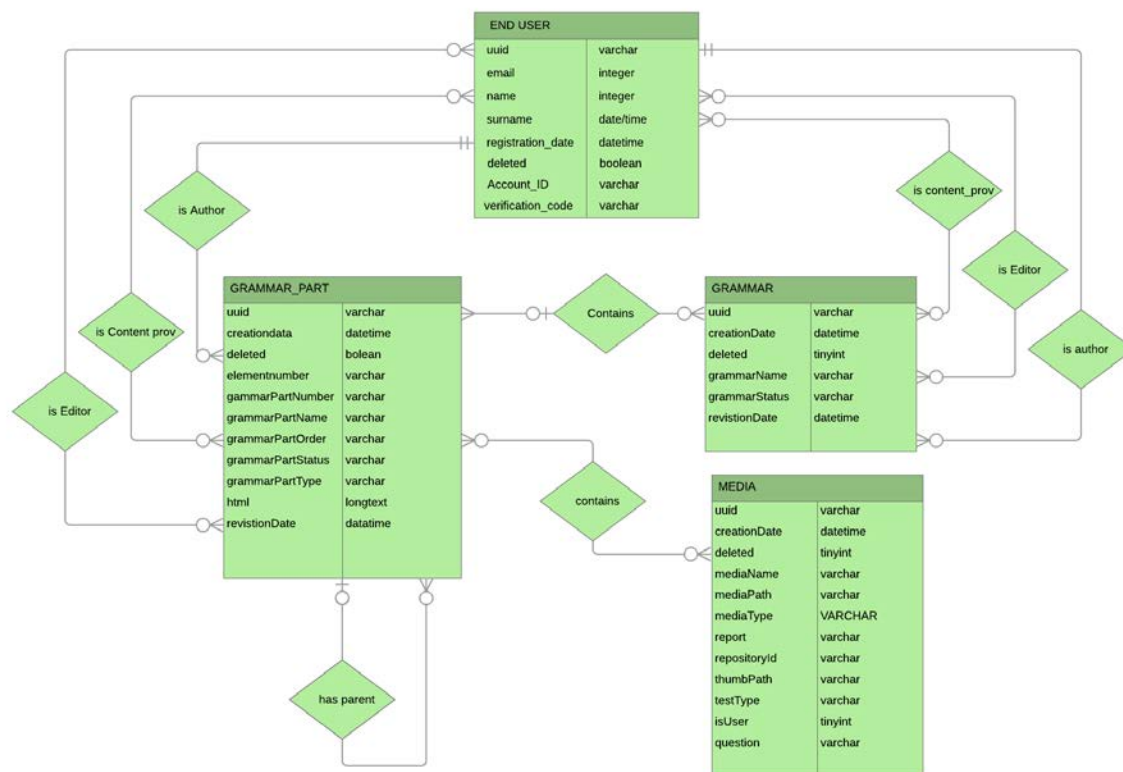 END USER
uuid varchar
email integer
name integer
surname date/time
registration_date datetime
deleted boolean
Account_ID varchar
verification_code varchar
is Author
is content_prov
is Editor
is Content prov
is author
is Editor
Contains
GRAMMAR_PART
uuid varchar
creationdata datetime
deleted bolean
elementnumber varchar
gammarPartNumber varchar
grammarPartName varchar
grammarPartOrder varchar
grammarPartStatus varchar
grammarPartType varchar
html longtext
revistionDate datatime
GRAMMAR
uuid varchar
creationDate datetime
deleted tinyint
grammarName varchar
grammarStatus varchar
revistionDate datetime
contains
MEDIA
uuid varchar
creationDate datetime
deleted tinyint
mediaName varchar
mediaPath varchar
mediaType VARCHAR
report varchar
repositoryId varchar
thumbPath varchar
testType varchar
isUser tinyint
question varchar
has parent